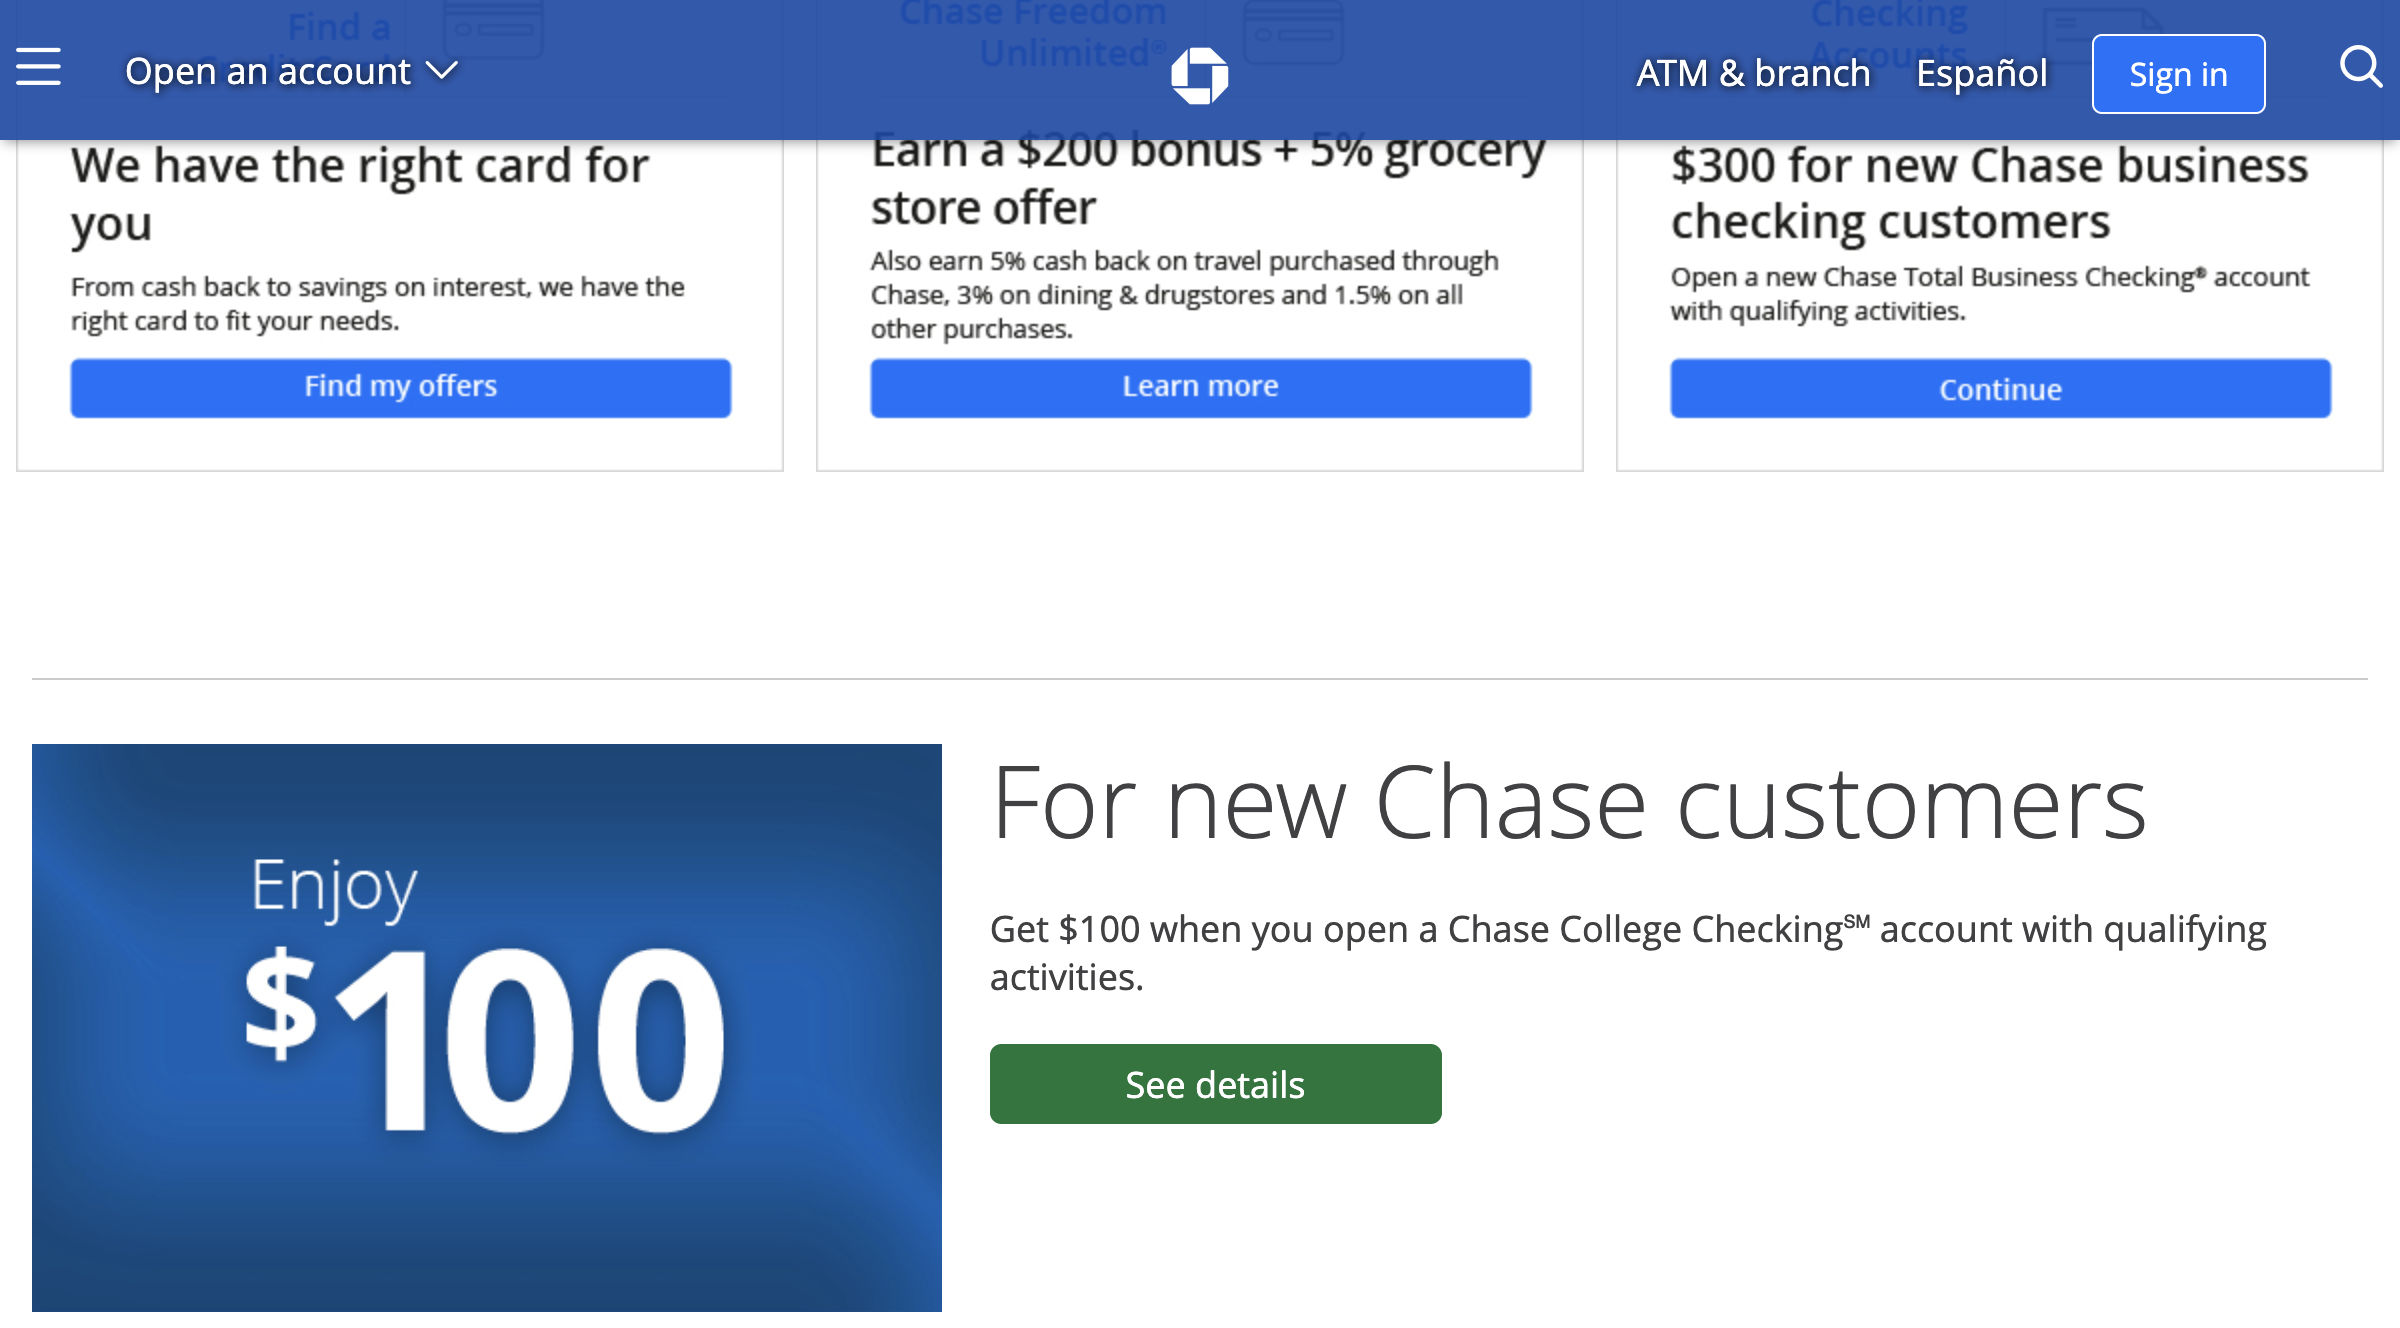 Find a
Chase Freedom
Unlimited®
Checking
Accounts
Open an account
ATM & branch
Español
Sign in
We have the right card for
you
From cash back to savings on interest, we have the
right card to fit your needs.
Find my offers
Earn a $200 bonus + 5% grocery
store offer
Also earn 5% cash back on travel purchased through
Chase, 3% on dining & drugstores and 1.5% on all
other purchases.
Learn more
$300 for new Chase business
checking customers
Open a new Chase Total Business Checking® account
with qualifying activities.
Continue
Enjoy
$100
For new Chase customers
Get $100 when you open a Chase College Checking℠ account with qualifying
activities.
See details